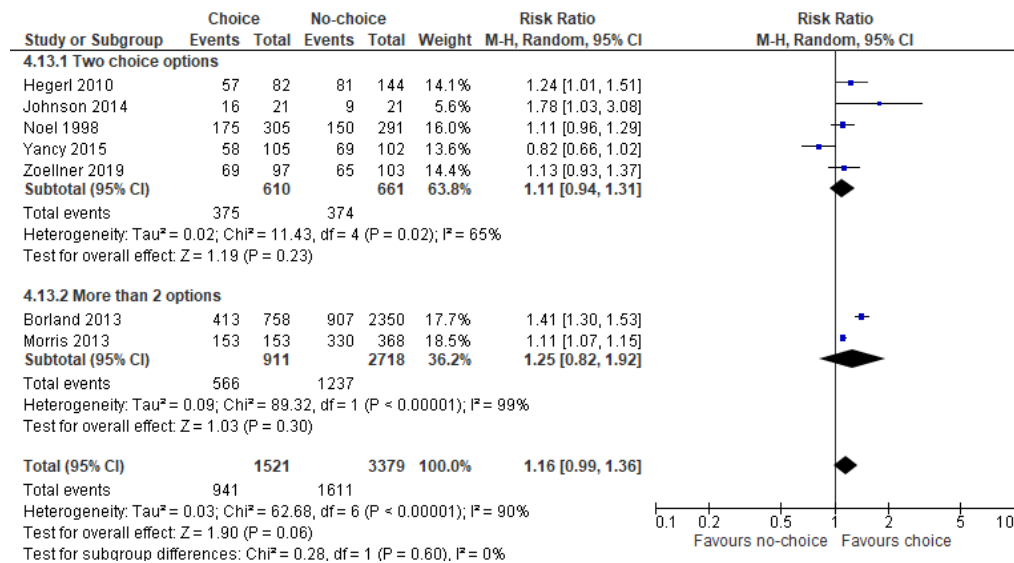 Choice No-choice Risk Ratio Risk Ratio
Study or Subgroup Events Total Events Total Weight M-H, Random, 95% CI M-H, Random, 95% CI
4.13.1 Two choice options
Hegerl 2010 57 82 81 144 14.1% 1.24 [1.01, 1.51]
Johnson 2014 16 21 9 21 5.6% 1.78 [1.03, 3.08]
Noel 1998 175 305 150 291 16.0% 1.11 [0.96, 1.29]
Yancy 2015 58 105 69 102 13.6% 0.82 [0.66, 1.02]
Zoellner 2019 69 97 65 103 14.4% 1.13 [0.93, 1.37]
Subtotal (95% CI) 610 661 63.8% 1.11 [0.94, 1.31]
Total events 375 374
Heterogeneity: Tau² = 0.02; Chi² = 11.43, df = 4 (P = 0.02); I² = 65%
Test for overall effect: Z = 1.19 (P = 0.23)
4.13.2 More than 2 options
Borland 2013 413 758 907 2350 17.7% 1.41 [1.30, 1.53]
Morris 2013 153 153 330 368 18.5% 1.11 [1.07, 1.15]
Subtotal (95% CI) 911 2718 36.2% 1.25 [0.82, 1.92]
Total events 566 1237
Heterogeneity: Tau² = 0.09; Chi² = 89.32, df = 1 (P < 0.00001); I² = 99%
Test for overall effect: Z = 1.03 (P = 0.30)
Total (95% CI) 1521 3379 100.0% 1.16 [0.99, 1.36]
Total events 941 1611
Heterogeneity: Tau² = 0.03; Chi² = 62.68, df = 6 (P < 0.00001); I² = 90%
Test for overall effect: Z = 1.90 (P = 0.06)
Test for subgroup differences: Chi² = 0.28, df = 1 (P = 0.60), I² = 0%
0.1 0.2 0.5 1 2 5 10
Favours no-choice Favours choice